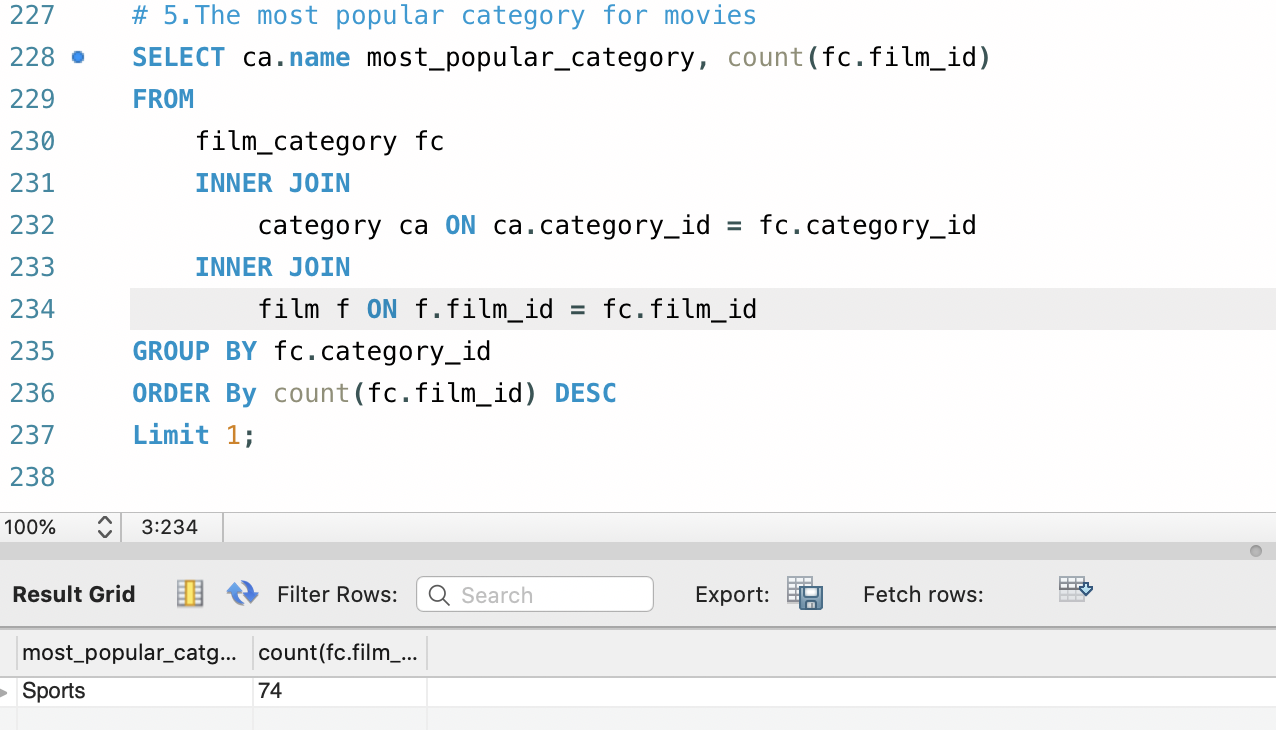 227 # 5.The most popular category for movies
228 SELECT ca.name most_popular_category, count(fc.film_id)
229 FROM
230 film_category fc
231 INNER JOIN
232 category ca ON ca.category_id = fc.category_id
233 INNER JOIN
234 film f ON f.film_id = fc.film_id
235 GROUP BY fc.category_id
236 ORDER By count(fc.film_id) DESC
237 Limit 1;
238
100% 3:234
Result Grid Filter Rows: Search Export: Fetch rows:
most_popular_catg... count(fc.film_...
Sports 74